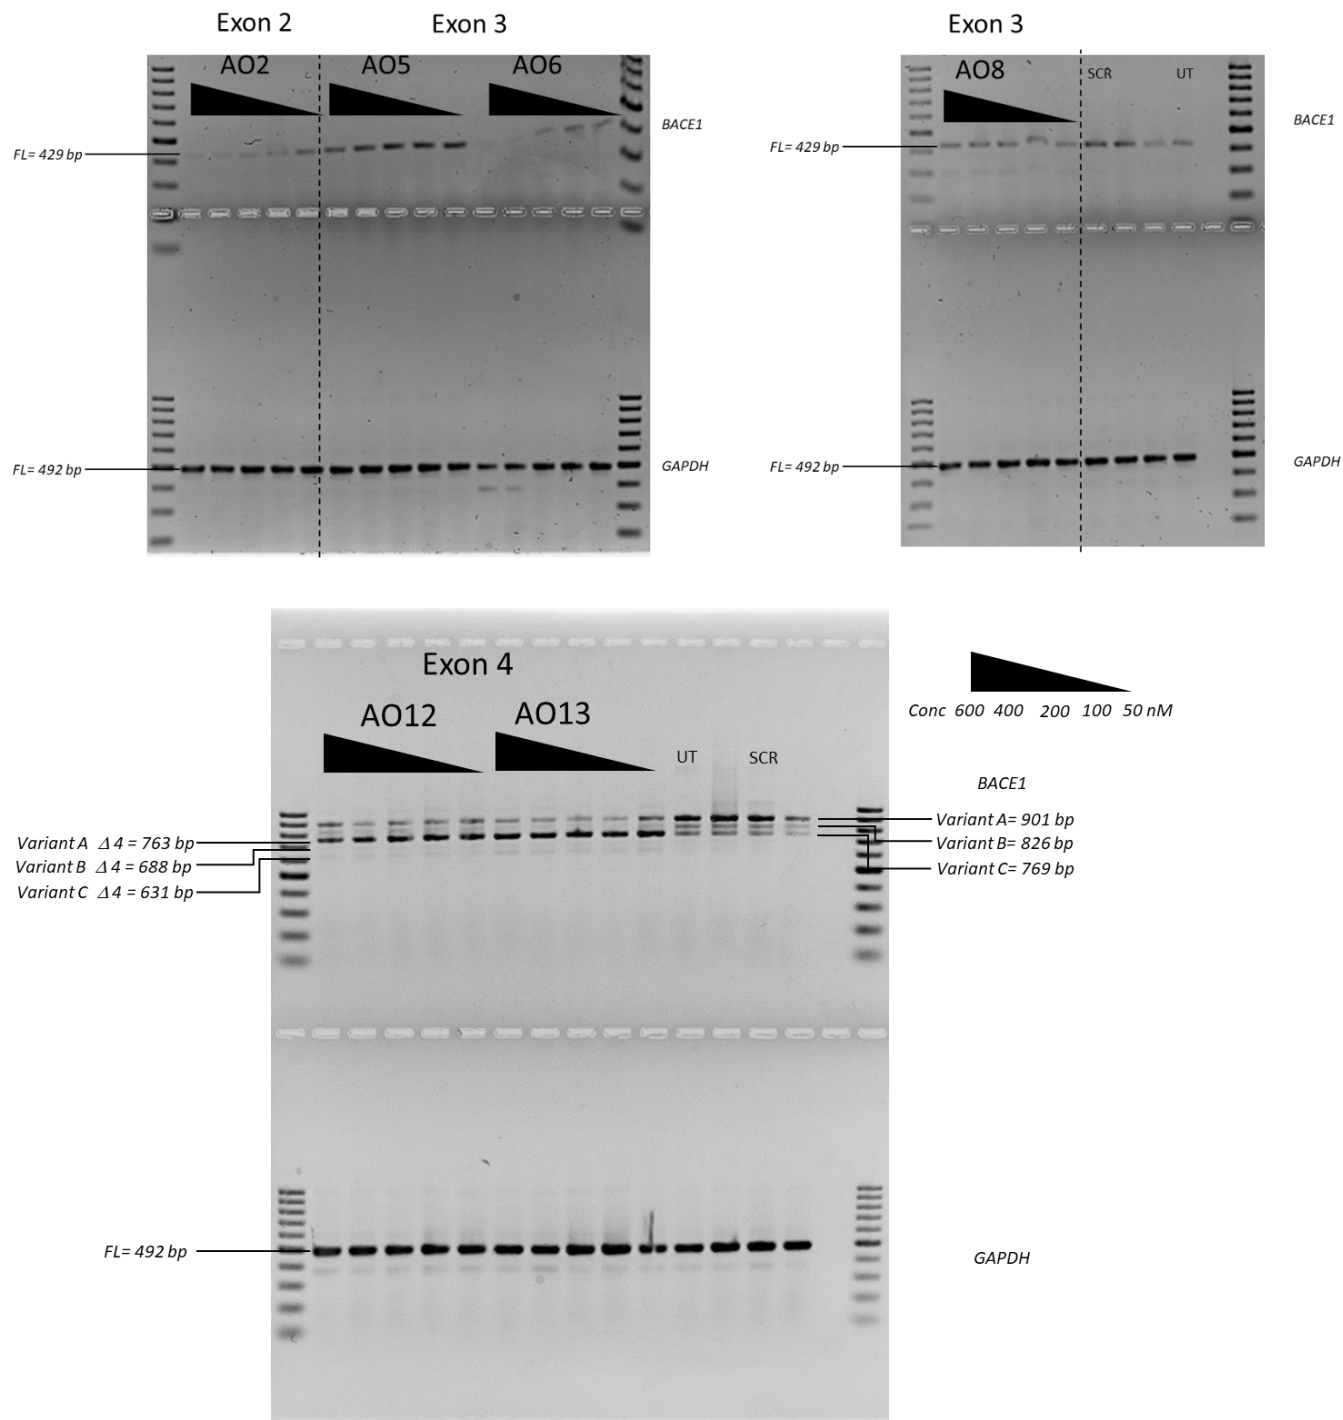 Exon 2
Exon 3
AO2
AO5
AO6
BACE1
FL= 429 bp
FL= 492 bp
GAPDH
Exon 3
AO8
SCR
UT
BACE1
FL= 429 bp
FL= 492 bp
GAPDH
Exon 4
AO12
AO13
UT
SCR
Conc 600 400 200 100 50 nM
BACE1
Variant A Δ 4 = 763 bp
Variant B Δ 4 = 688 bp
Variant C Δ 4 = 631 bp
Variant A= 901 bp
Variant B= 826 bp
Variant C= 769 bp
FL= 492 bp
GAPDH